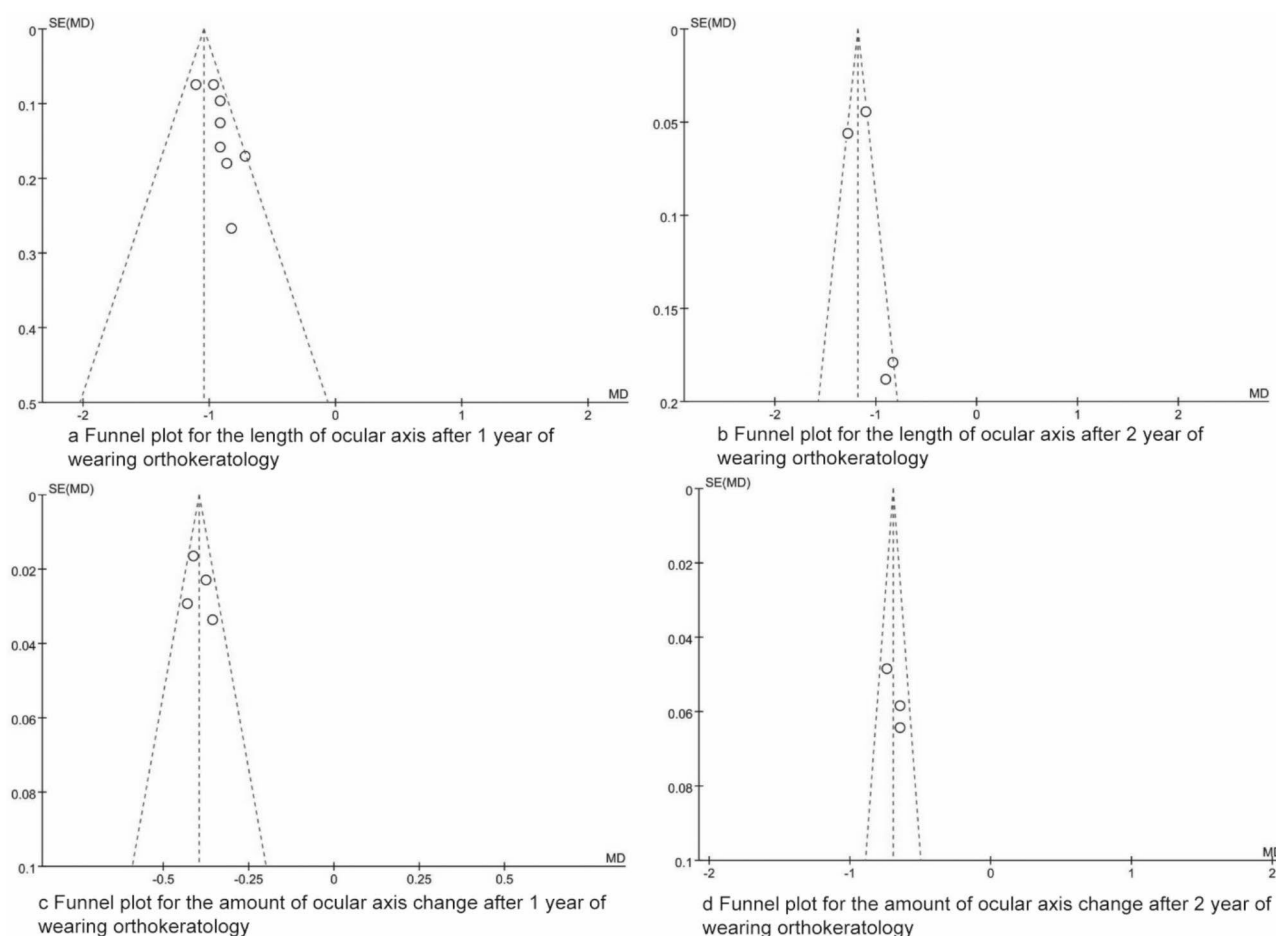 SE(MD)
0
0.1
0.2
0.3
0.4
0.5
MD
-2
-1
0
1
2
a Funnel plot for the length of ocular axis after 1 year of
wearing orthokeratology
SE(MD)
0
0.05
0.1
0.15
0.2
MD
-2
-1
0
1
2
b Funnel plot for the length of ocular axis after 2 year of
wearing orthokeratology
SE(MD)
0
0.02
0.04
0.06
0.08
0.1
MD
-0.5
-0.25
0
0.25
0.5
c Funnel plot for the amount of ocular axis change after 1 year of
wearing orthokeratology
SE(MD)
0
0.02
0.04
0.06
0.08
0.1
MD
-2
-1
0
1
2
d Funnel plot for the amount of ocular axis change after 2 year of
wearing orthokeratology